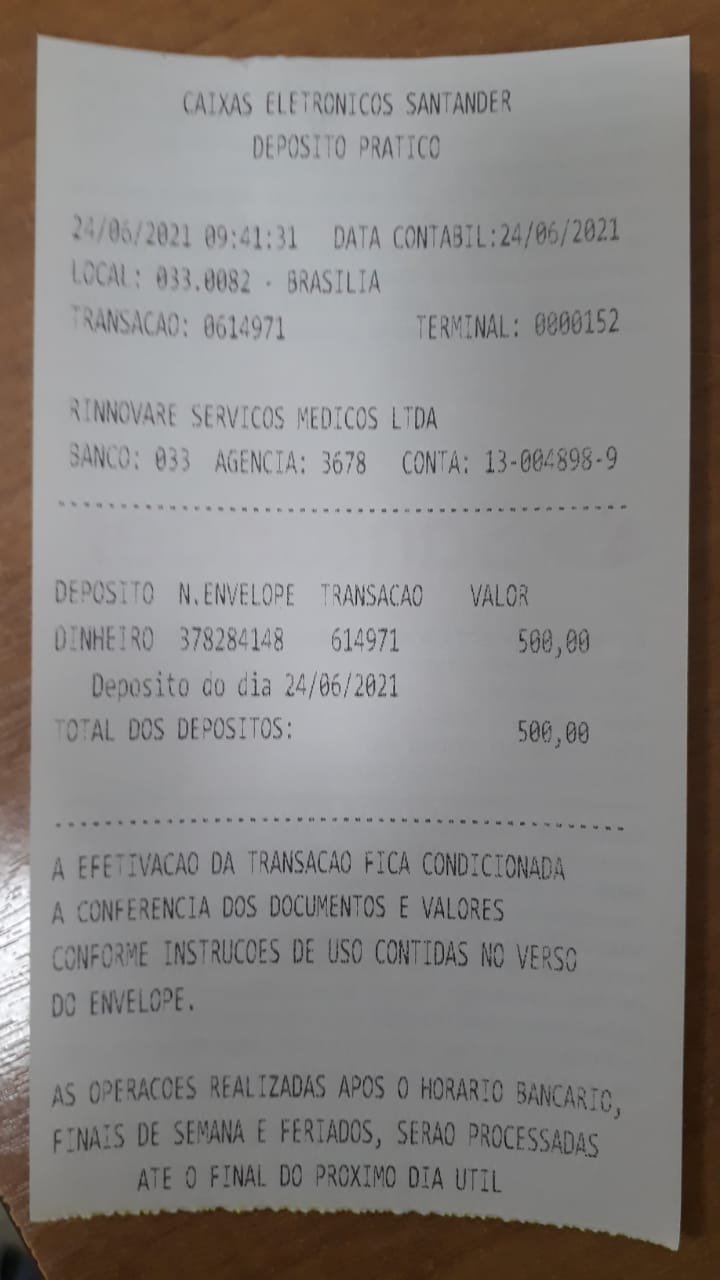 CAIXAS ELETRONICOS SANTANDER
DEPOSITO PRATICO
24/06/2021 09:41:31 DATA CONTABIL:24/06/2021
LOCAL: 033.0082 - BRASILIA
TRANSACAO: 0614971 TERMINAL: 0000152
RINNOVARE SERVICOS MEDICOS LTDA
BANCO: 033 AGENCIA: 3678 CONTA: 13-004898-9
DEPOSITO N.ENVELOPE TRANSACAO VALOR
DINHEIRO 378284148 614971 500,00
Deposito do dia 24/06/2021
TOTAL DOS DEPOSITOS: 500,00
A EFETIVACAO DA TRANSACAO FICA CONDICIONADA
A CONFERENCIA DOS DOCUMENTOS E VALORES
CONFORME INSTRUCOES DE USO CONTIDAS NO VERSO
DO ENVELOPE.
AS OPERACOES REALIZADAS APOS O HORARIO BANCARIO,
FINAIS DE SEMANA E FERIADOS, SERAO PROCESSADAS
ATE O FINAL DO PROXIMO DIA UTIL